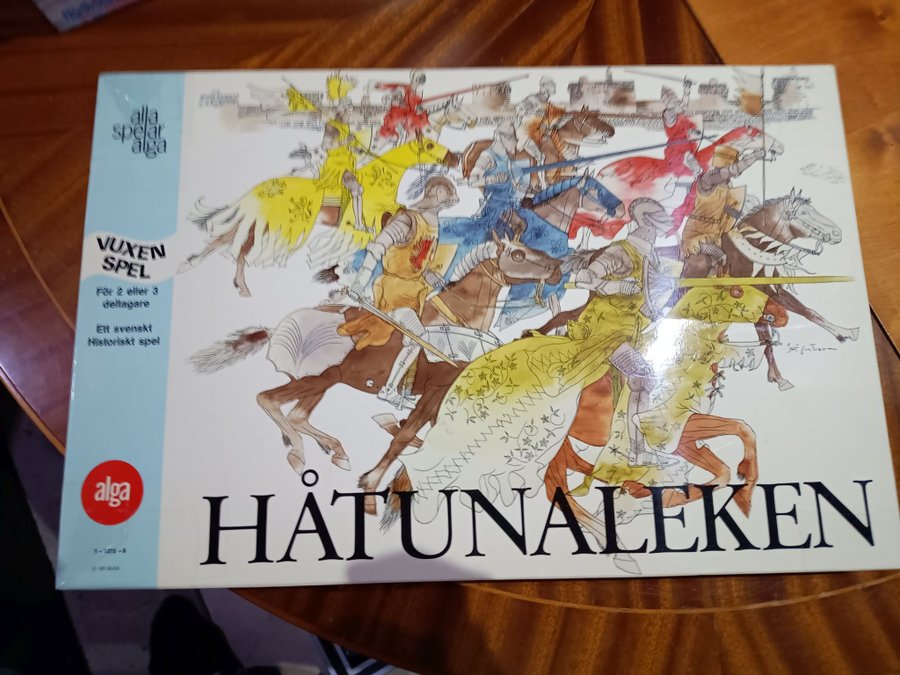 alla
spelar
alga
VUXEN
SPEL
För 2 eller 3
deltagare
Ett svenskt
Historiskt spel
alga
HÅTUNALEKEN